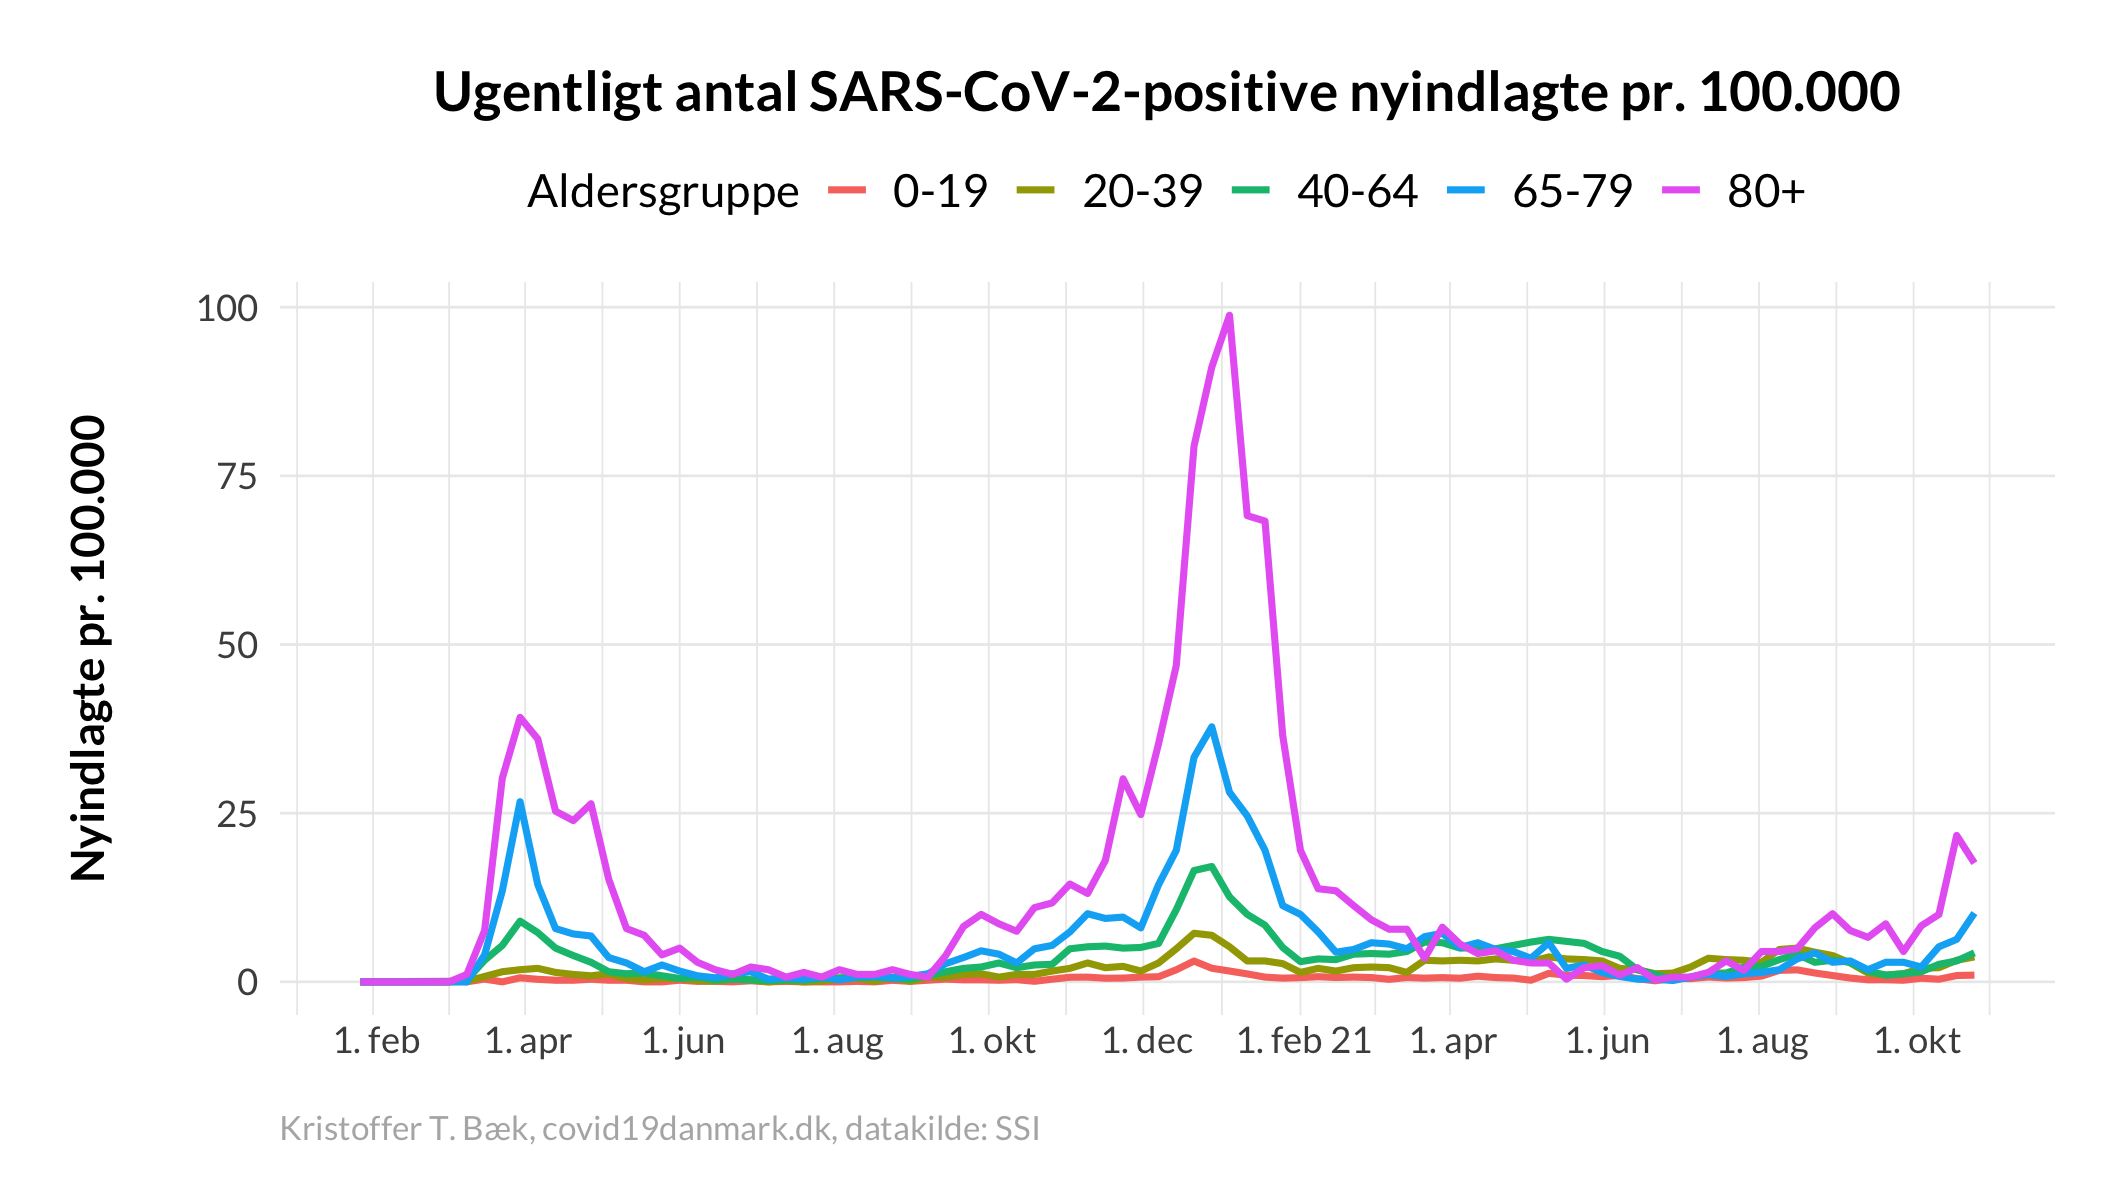 Ugentligt antal SARS-CoV-2-positive nyindlagte pr. 100.000
Aldersgruppe 0-19 20-39 40-64 65-79 80+
Nyindlagte pr. 100.000
100
75
50
25
0
1. feb 1. apr 1. jun 1. aug 1. okt 1. dec 1. feb 21 1. apr 1. jun 1. aug 1. okt
Kristoffer T. Bæk, covid19danmark.dk, datakilde: SSI